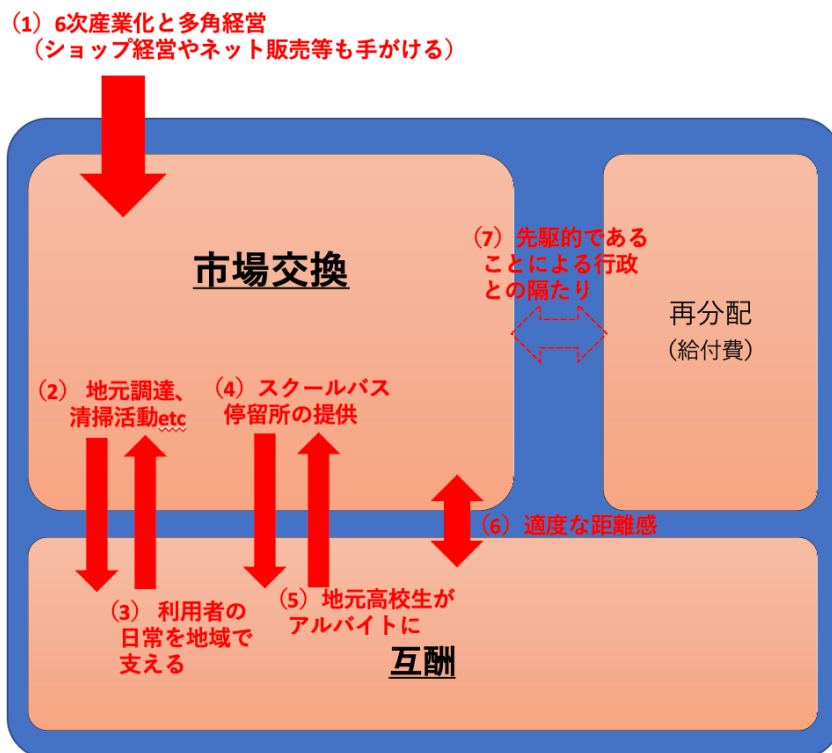 （1）6次産業化と多角経営
（ショップ経営やネット販売等も手がける）
市場交換
（7）先駆的である
ことによる行政
との隔たり
再分配
（給付費）
（2） 地元調達、
清掃活動etc
（4）スクールバス
停留所の提供
（6）適度な距離感
（3） 利用者の
日常を地域で
支える
（5）地元高校生が
アルバイトに
互酬